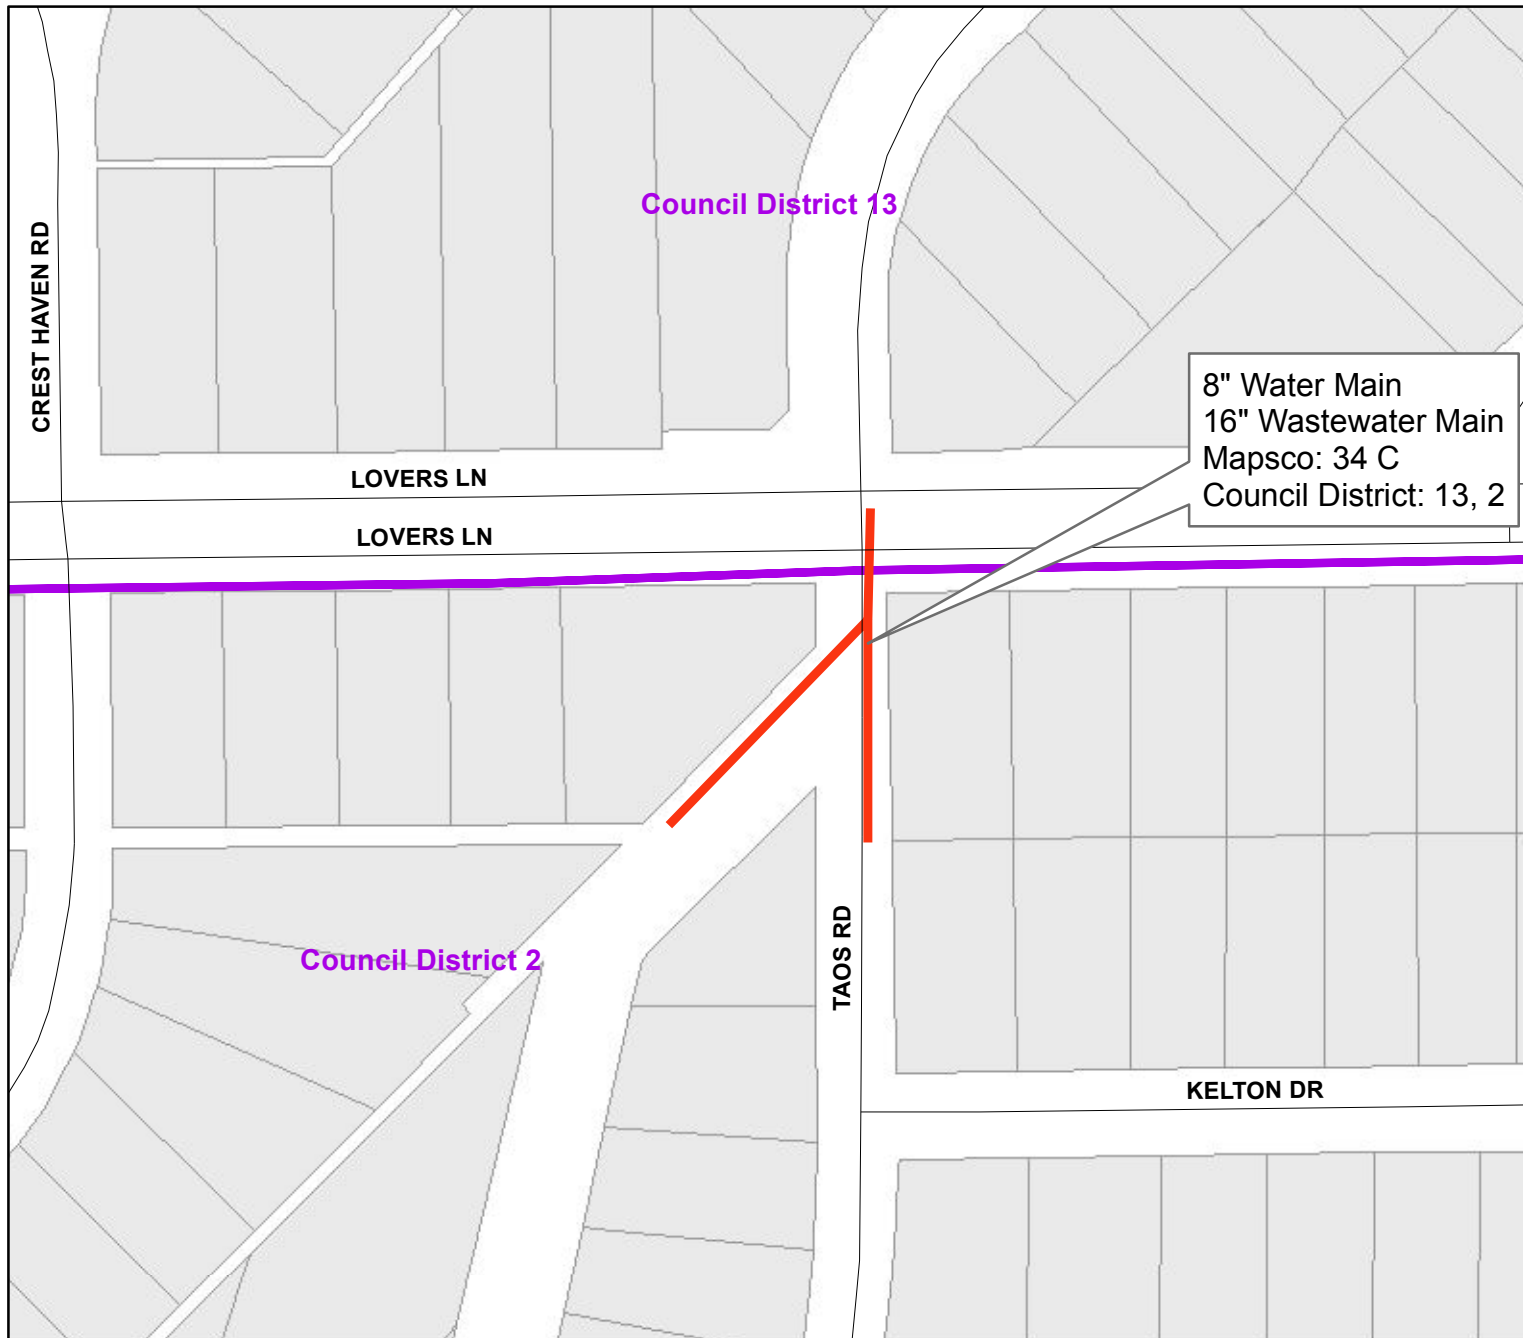 Council District 13
CREST HAVEN RD
8" Water Main
16" Wastewater Main
Mapsco: 34 C
Council District: 13, 2
LOVERS LN
LOVERS LN
Council District 2
TAOS RD
KELTON DR